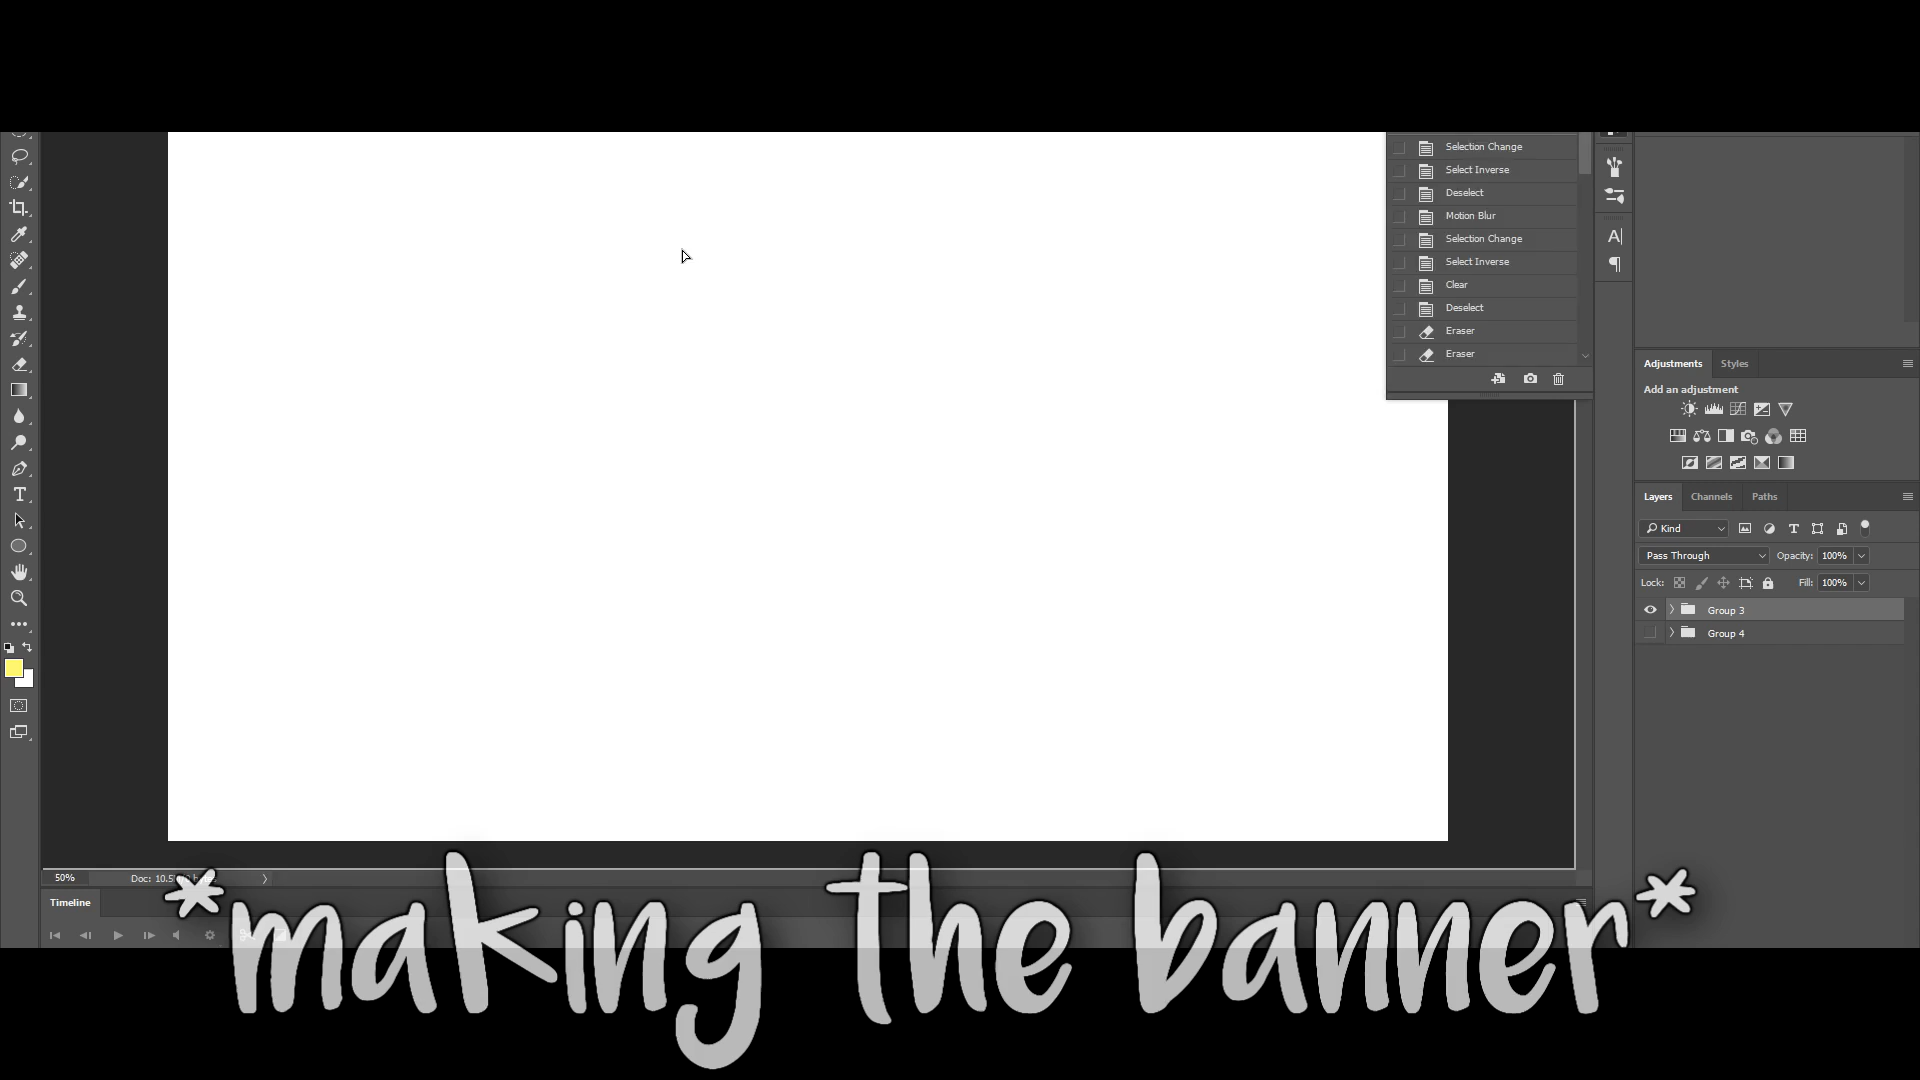 Selection Change
Select Inverse
Deselect
Motion Blur
Selection Change
Select Inverse
Clear
Deselect
Eraser
Eraser
A|
Adjustments Styles
Add an adjustment
Layers Channels Paths
Kind
Pass Through Opacity: 100%
Lock: Fill: 100%
Group 3
Group 4
50% Doc:
Timeline
*making the banner*